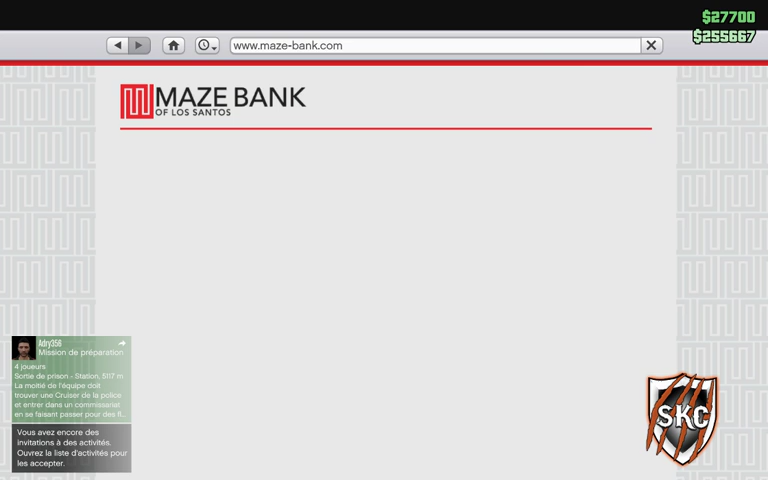 $27700
$255667
www.maze-bank.com
MAZE BANK
OF LOS SANTOS
Adry356
Mission de préparation
4 joueurs
Sortie de prison - Station, 5117 m
La moitié de l'équipe doit
trouver une Cruiser de la police
et entrer dans un commissariat
en se faisant passer pour des fl...
Vous avez encore des
invitations à des activités.
Ouvrez la liste d'activités pour
les accepter.
SKC